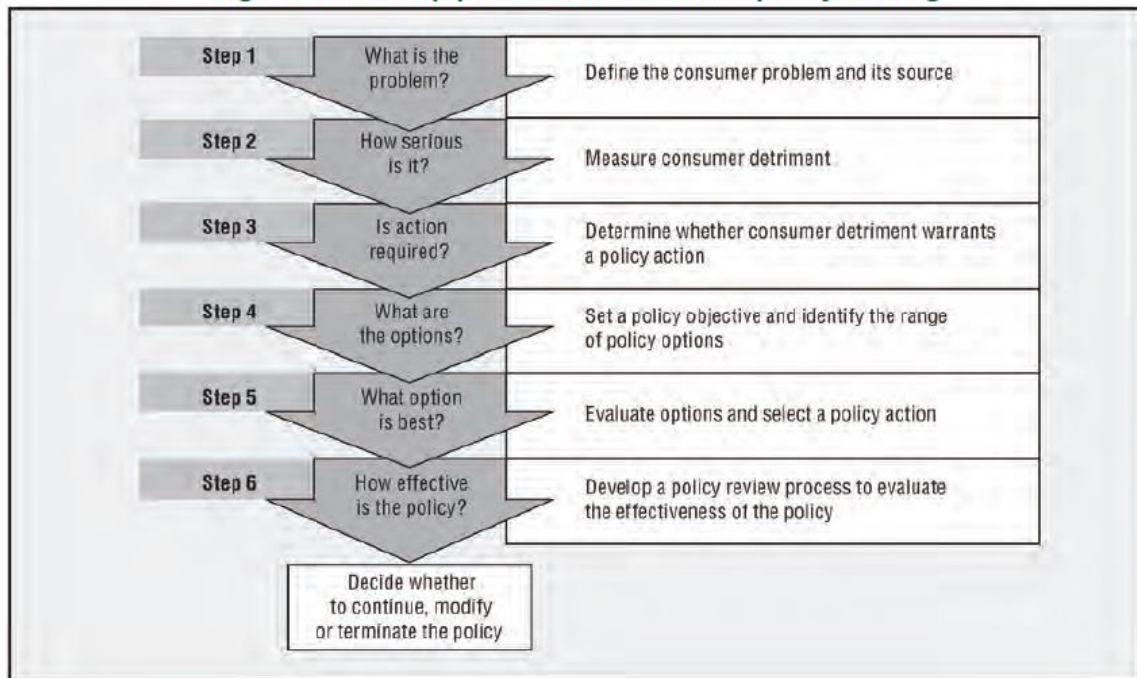 Step 1
What is the
problem?
Define the consumer problem and its source
Step 2
How serious
is it?
Measure consumer detriment
Step 3
Is action
required?
Determine whether consumer detriment warrants
a policy action
Step 4
What are
the options?
Set a policy objective and identify the range
of policy options
Step 5
What option
is best?
Evaluate options and select a policy action
Step 6
How effective
is the policy?
Develop a policy review process to evaluate
the effectiveness of the policy
Decide whether
to continue, modify
or terminate the policy